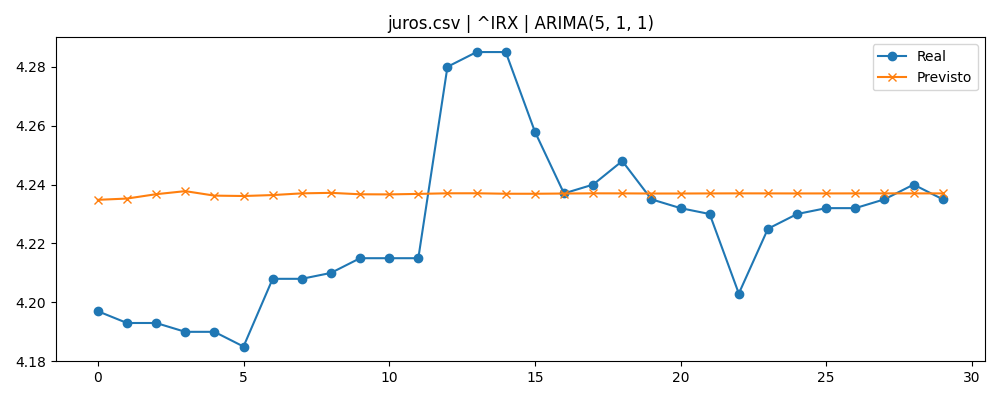 juros.csv | ^IRX | ARIMA(5, 1, 1)
Real
Previsto
4.28
4.26
4.24
4.22
4.20
4.18
0 5 10 15 20 25 30